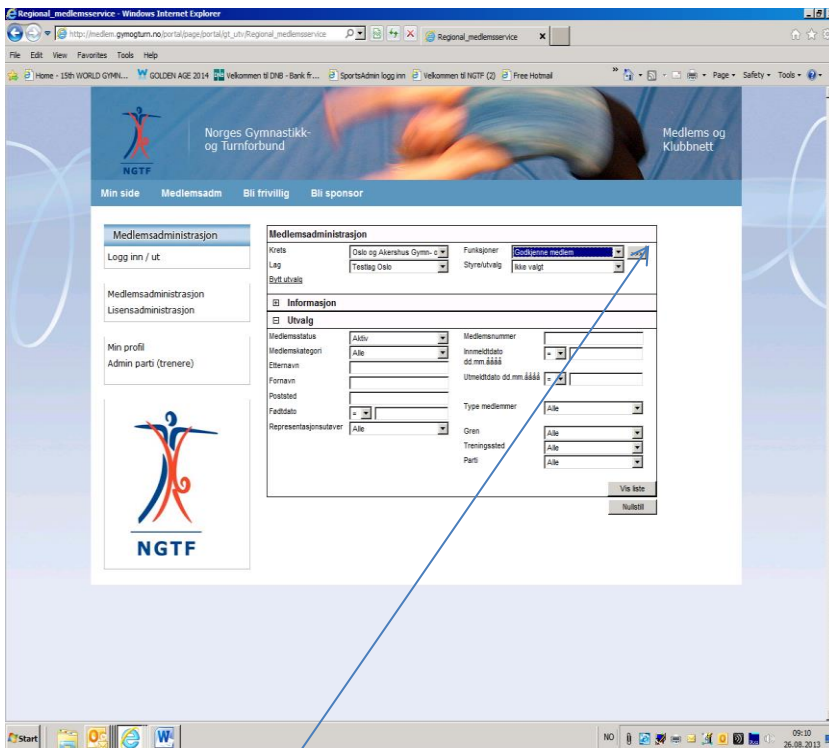 Regional_medlemsservice - Windows Internet Explorer
http://medlem.gymogturn.no/portal/page/portal/gt_utv/Regional_medlemsservice
Regional_medlemsservice x
File Edit View Favorites Tools Help
Home - 15th WORLD GYMN... GOLDEN AGE 2014 Velkommen til DNB - Bank fr... SportsAdmin logg inn Velkommen til NGTF (2) Free Hotmail » Page Safety Tools
NGTF
Norges Gymnastikk-
og Turnforbund
Medlems og
Klubbnett
Min side Medlemsadm Bli frivillig Bli sponsor
Medlemsadministrasjon
Logg inn / ut
Medlemsadministrasjon
Lisensadministrasjon
Min profil
Admin parti (trenere)
NGTF
Medlemsadministrasjon
Krets Oslo og Akershus Gymn- o Funksjoner Godkjenne medlem
Lag Testlag Oslo Styre/utvalg Ikke valgt
Bytt utvalg
Informasjon
Utvalg
Medlemsstatus Aktiv Medlemsnummer
Medlemskategori Alle Innmeldtdato dd.mm.åååå =
Etternavn
Fornavn Utmeldtdato dd.mm.åååå =
Poststed
Fødtdato = Type medlemmer Alle
Representasjonsutøver Alle Gren Alle
Treningssted Alle
Parti Alle
Vis liste
Nullstill
Start W NO 09:10
26.08.2013